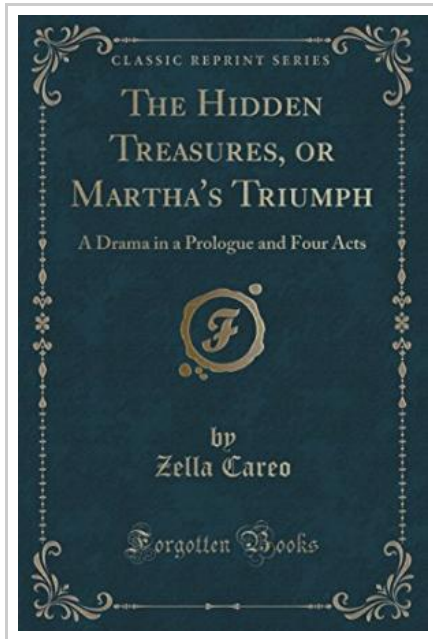 CLASSIC REPRINT SERIES
THE HIDDEN
TREASURES, OR
MARTHA'S TRIUMPH
A Drama in a Prologue and Four Acts
F
by
Zella Careo
Forgotten Books